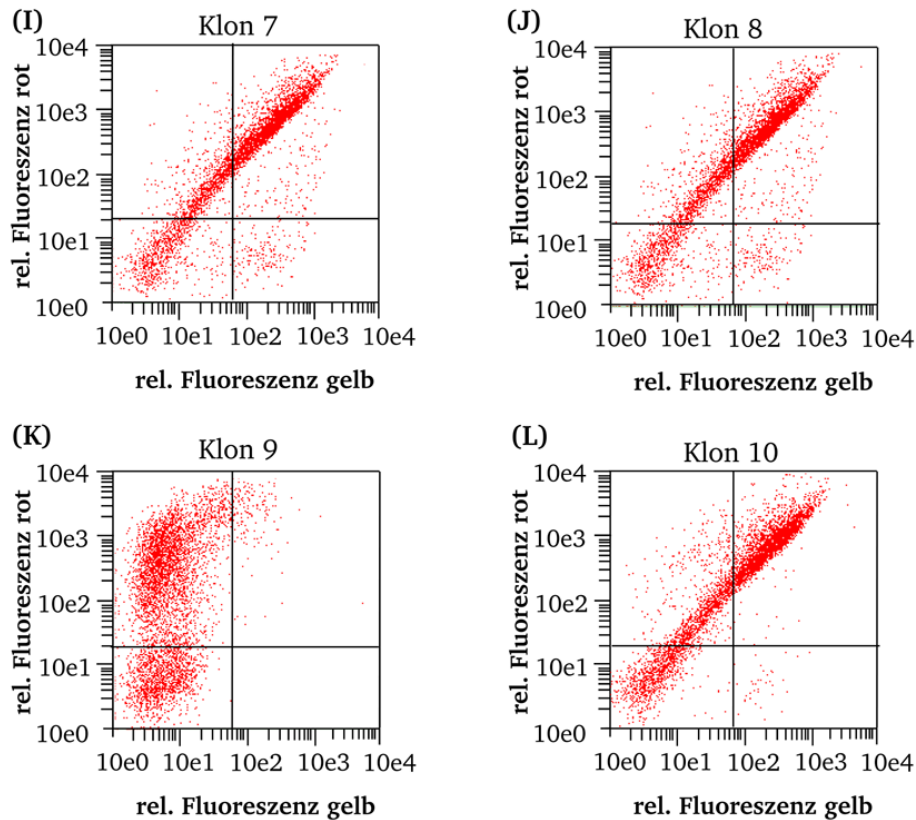 (I)
Klon 7
rel. Fluoreszenz rot
10e4
10e3
10e2
10e1
10e0
10e0 10e1 10e2 10e3 10e4
rel. Fluoreszenz gelb
(J)
Klon 8
rel. Fluoreszenz rot
10e4
10e3
10e2
10e1
10e0
10e0 10e1 10e2 10e3 10e4
rel. Fluoreszenz gelb
(K)
Klon 9
rel. Fluoreszenz rot
10e4
10e3
10e2
10e1
10e0
10e0 10e1 10e2 10e3 10e4
rel. Fluoreszenz gelb
(L)
Klon 10
rel. Fluoreszenz rot
10e4
10e3
10e2
10e1
10e0
10e0 10e1 10e2 10e3 10e4
rel. Fluoreszenz gelb